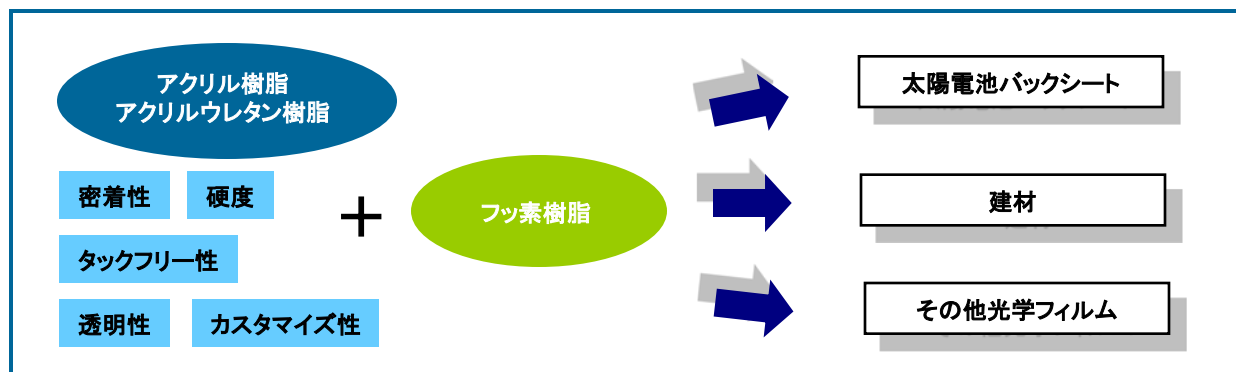 アクリル樹脂
アクリルウレタン樹脂
密着性
硬度
タックフリー性
透明性
カスタマイズ性
+
フッ素樹脂
太陽電池バックシート
建材
その他光学フィルム